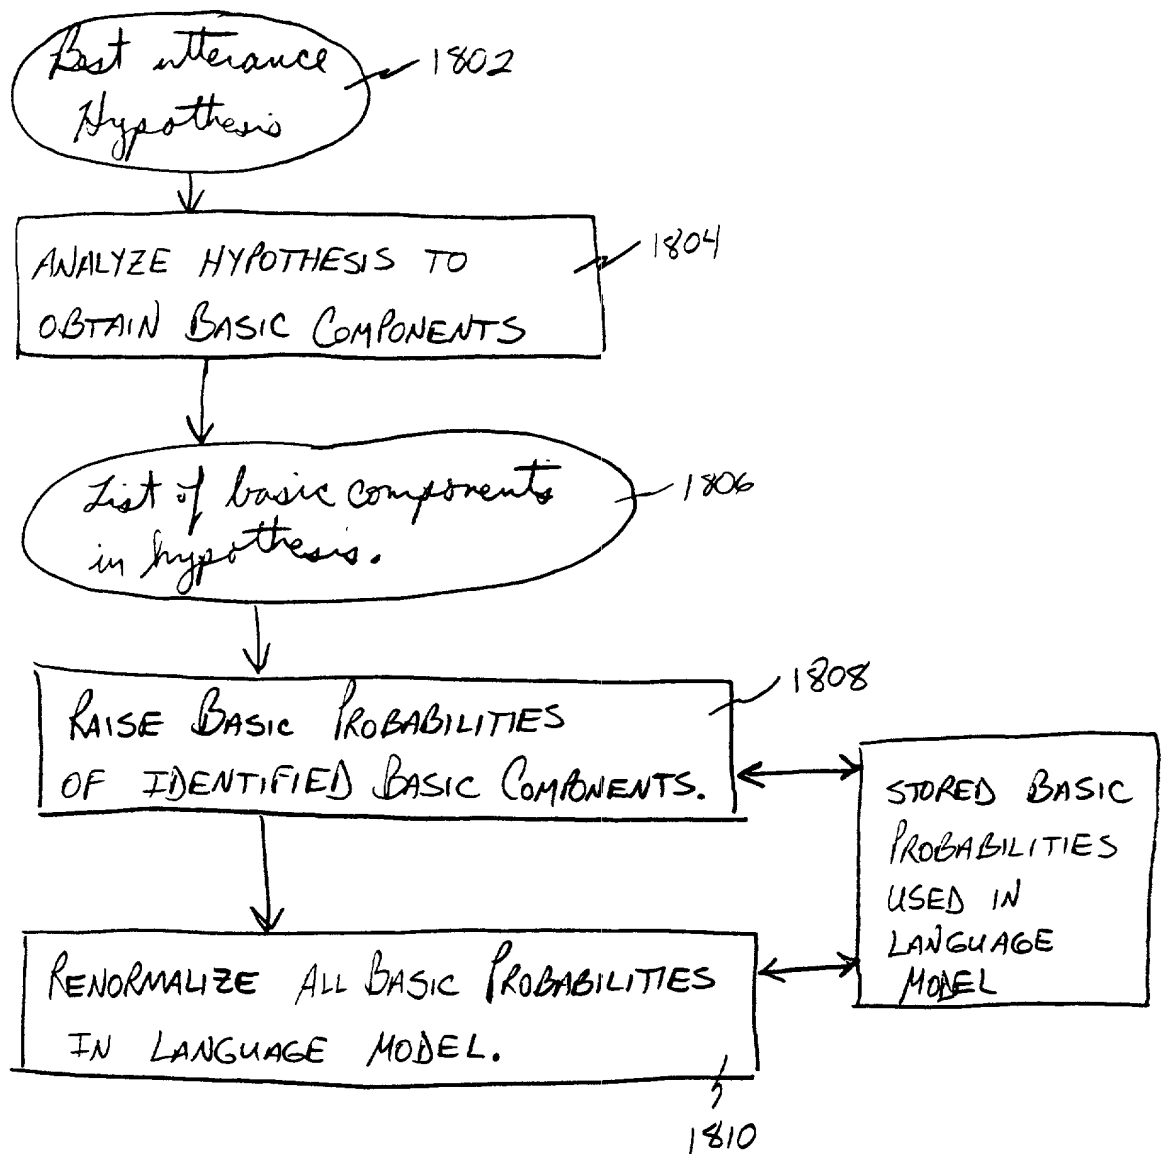 Best utterance
Hypothesis
1802
ANALYZE HYPOTHESIS TO
OBTAIN BASIC COMPONENTS
1804
List of basic components
in hypothesis.
1806
RAISE BASIC PROBABILITIES
OF IDENTIFIED BASIC COMPONENTS.
1808
STORED BASIC
PROBABILITIES
USED IN
LANGUAGE
MODEL
RENORMALIZE ALL BASIC PROBABILITIES
IN LANGUAGE MODEL.
1810